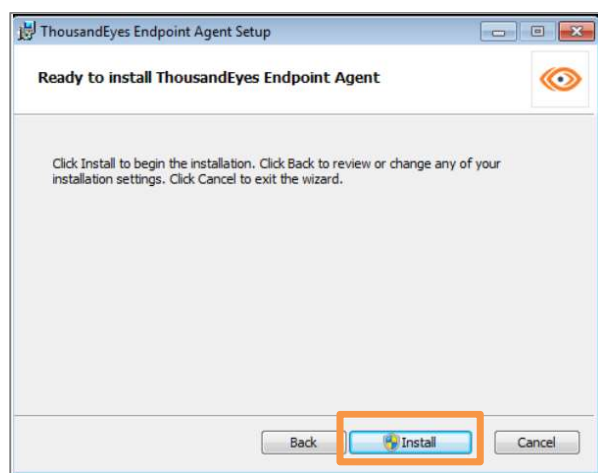 ThousandEyes Endpoint Agent Setup
Ready to install ThousandEyes Endpoint Agent
Click Install to begin the installation. Click Back to review or change any of your
installation settings. Click Cancel to exit the wizard.
Back Install Cancel